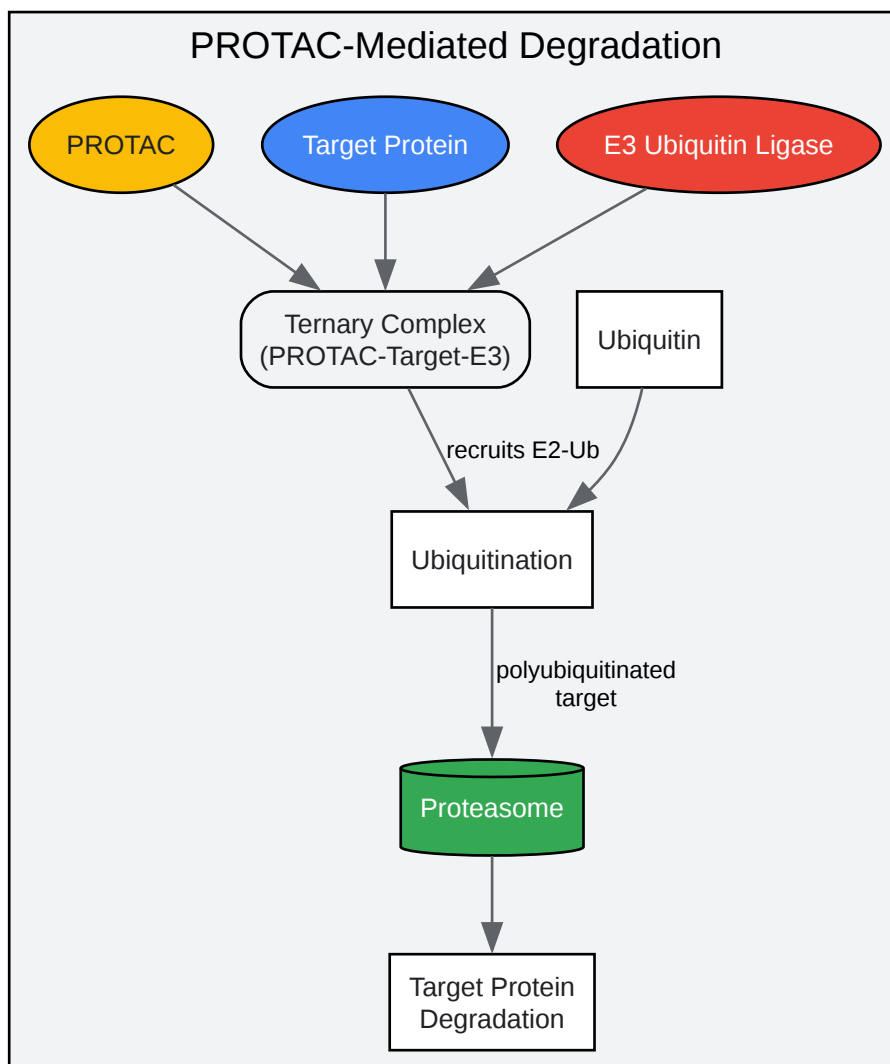 PROTAC-Mediated Degradation
PROTAC
Target Protein
E3 Ubiquitin Ligase
Ternary Complex
(PROTAC-Target-E3)
Ubiquitin
recruits E2-Ub
Ubiquitination
polyubiquitinated
target
Proteasome
Target Protein
Degradation